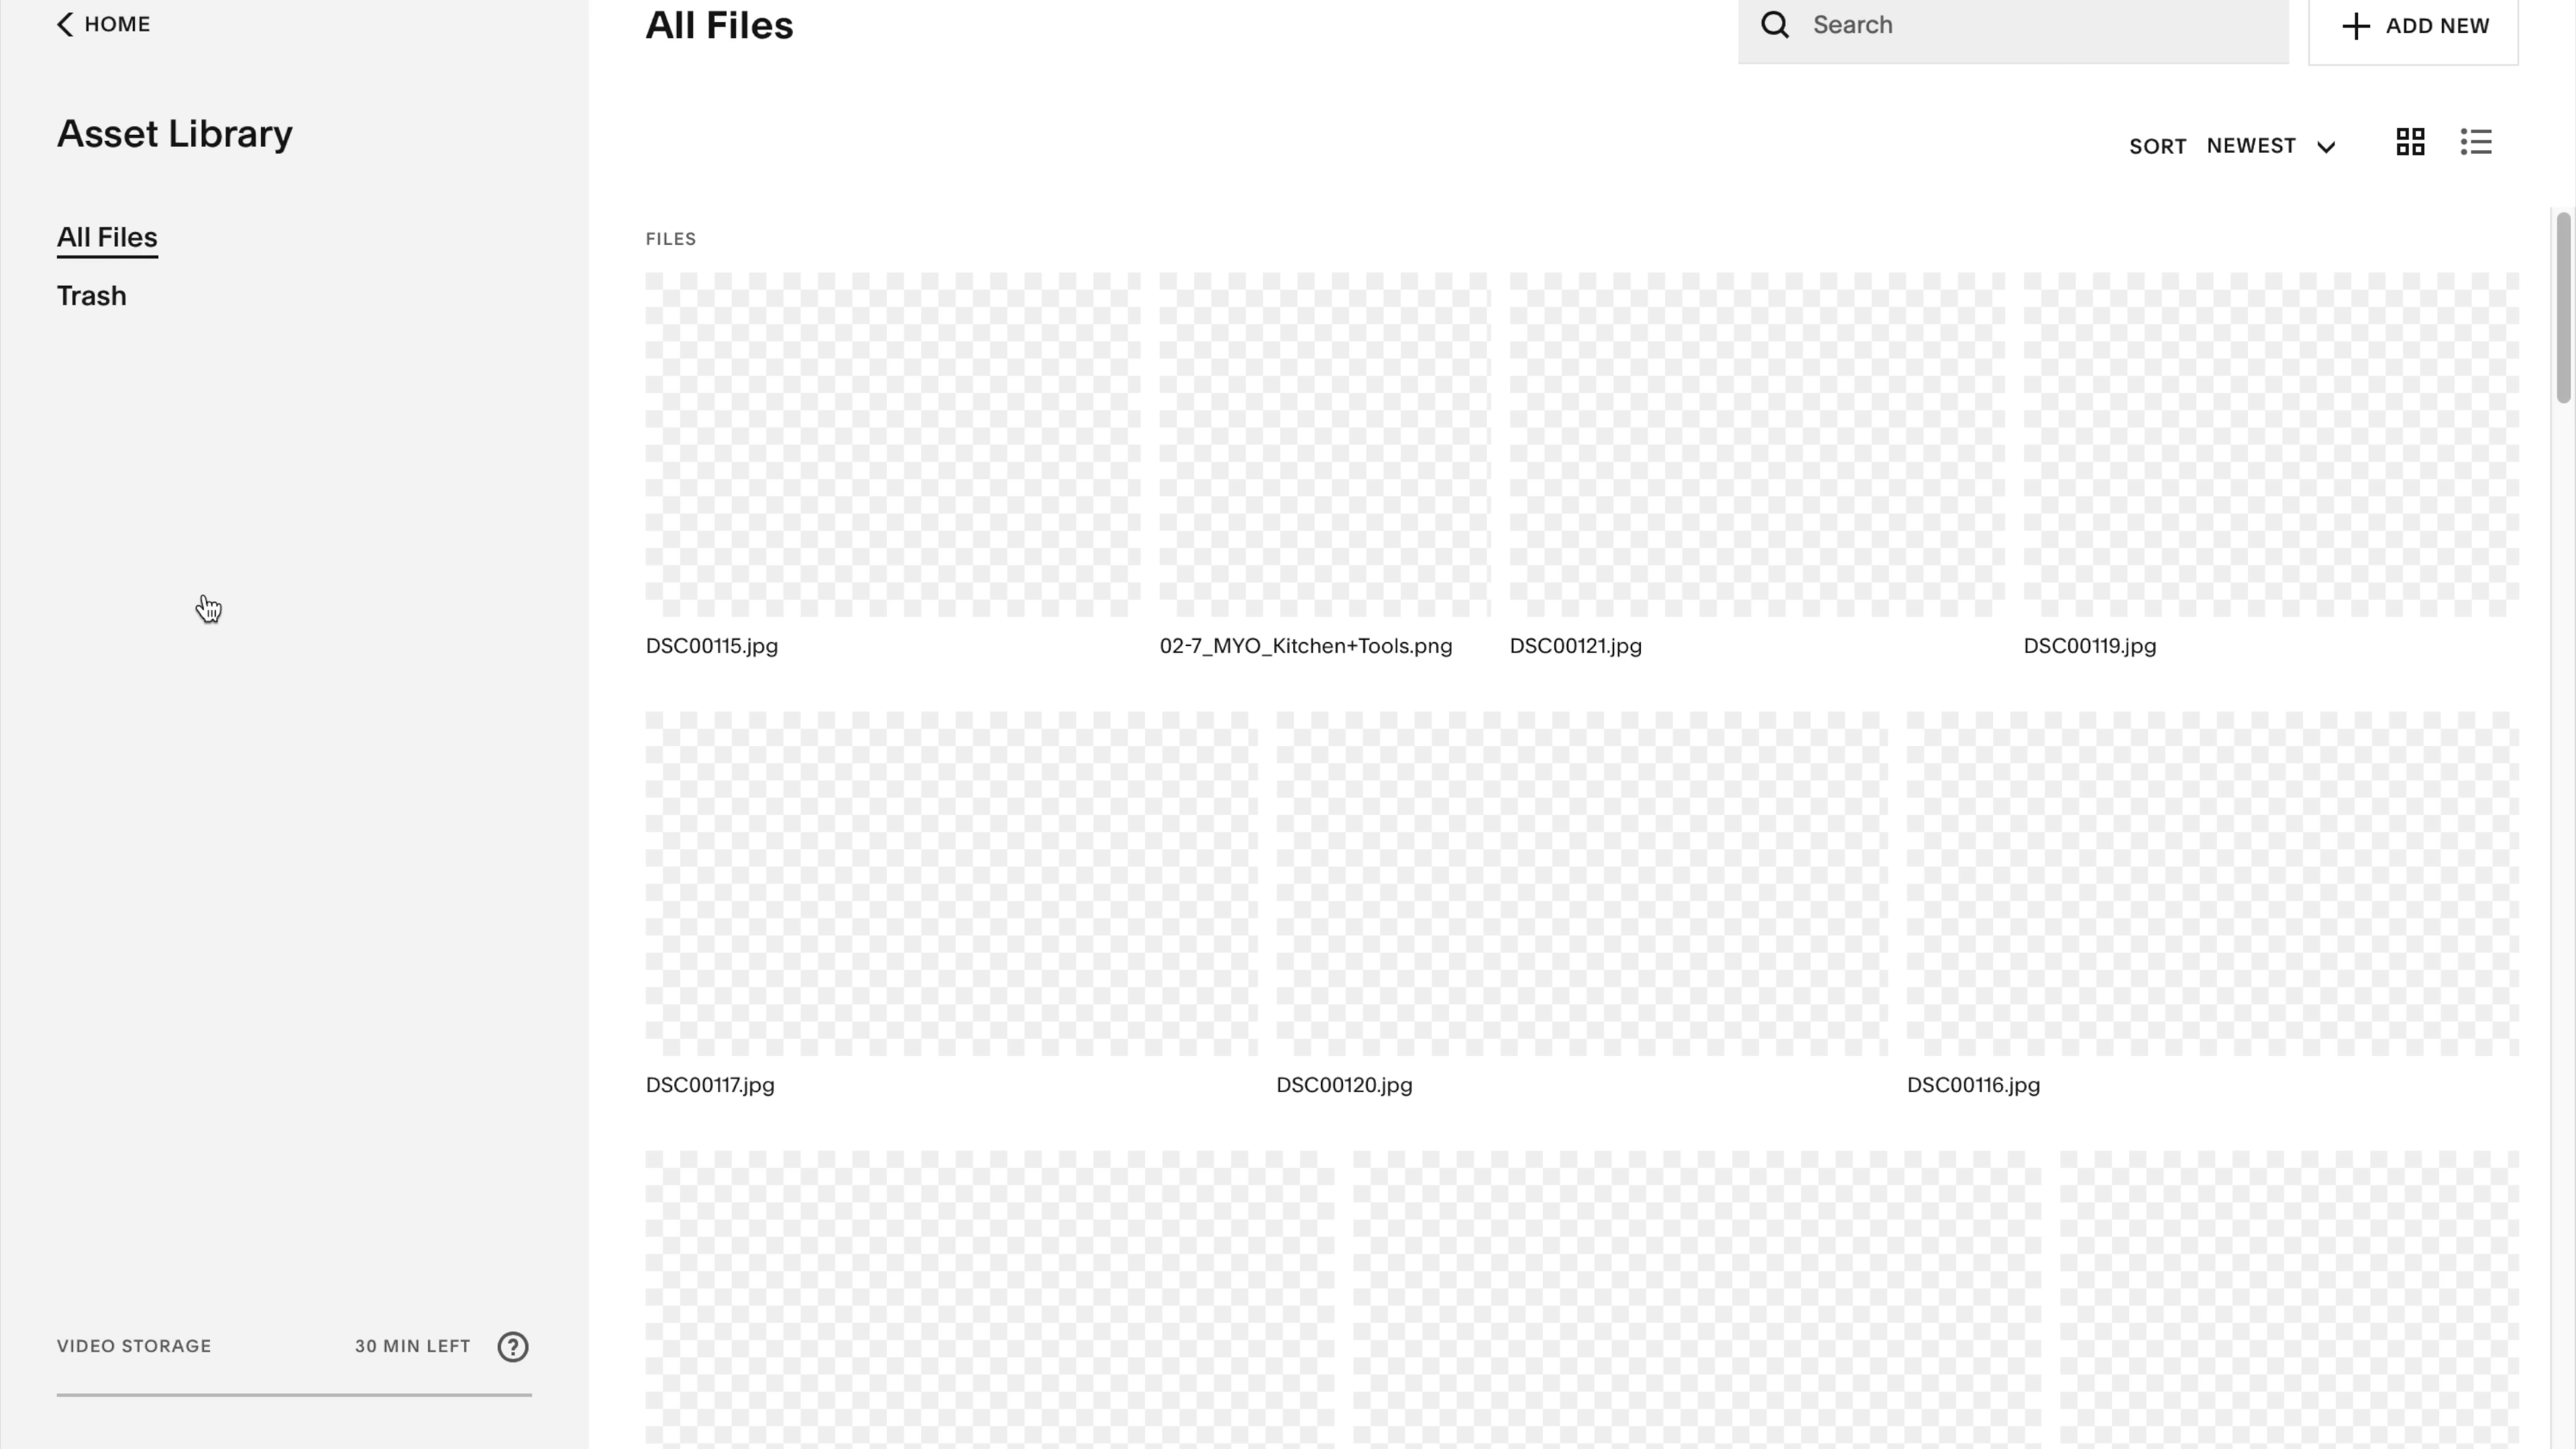 HOME
Asset Library
All Files
Trash
VIDEO STORAGE
30 MIN LEFT
All Files
Search
ADD NEW
SORT NEWEST
FILES
DSC00115.jpg
02-7_MYO_Kitchen+Tools.png
DSC00121.jpg
DSC00119.jpg
DSC00117.jpg
DSC00120.jpg
DSC00116.jpg